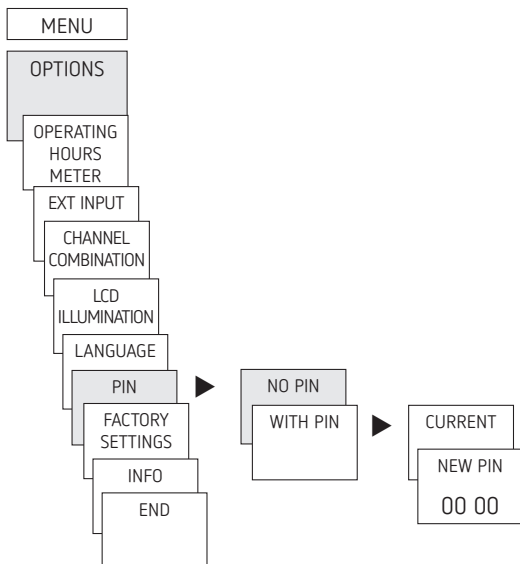 MENU
OPTIONS
OPERATING
HOURS
METER
EXT INPUT
CHANNEL
COMBINATION
LCD
ILLUMINATION
LANGUAGE
PIN
FACTORY
SETTINGS
INFO
END
NO PIN
WITH PIN
CURRENT
NEW PIN
00 00